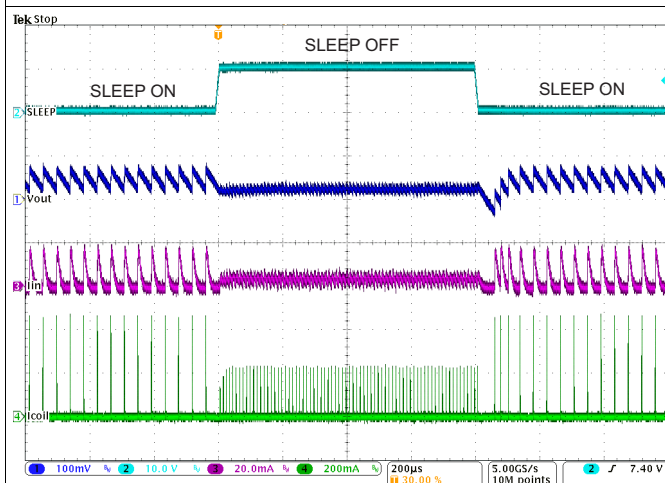 Tek Stop
T
SLEEP OFF
SLEEP ON
SLEEP ON
2 SLEEP
1 Vout
3 Iin
4 Icoil
1 100mV 2 10.0 V 3 20.0mA 4 200mA
200µs
T 30.00 %
5.00GS/s
10M points
2 7.40 V